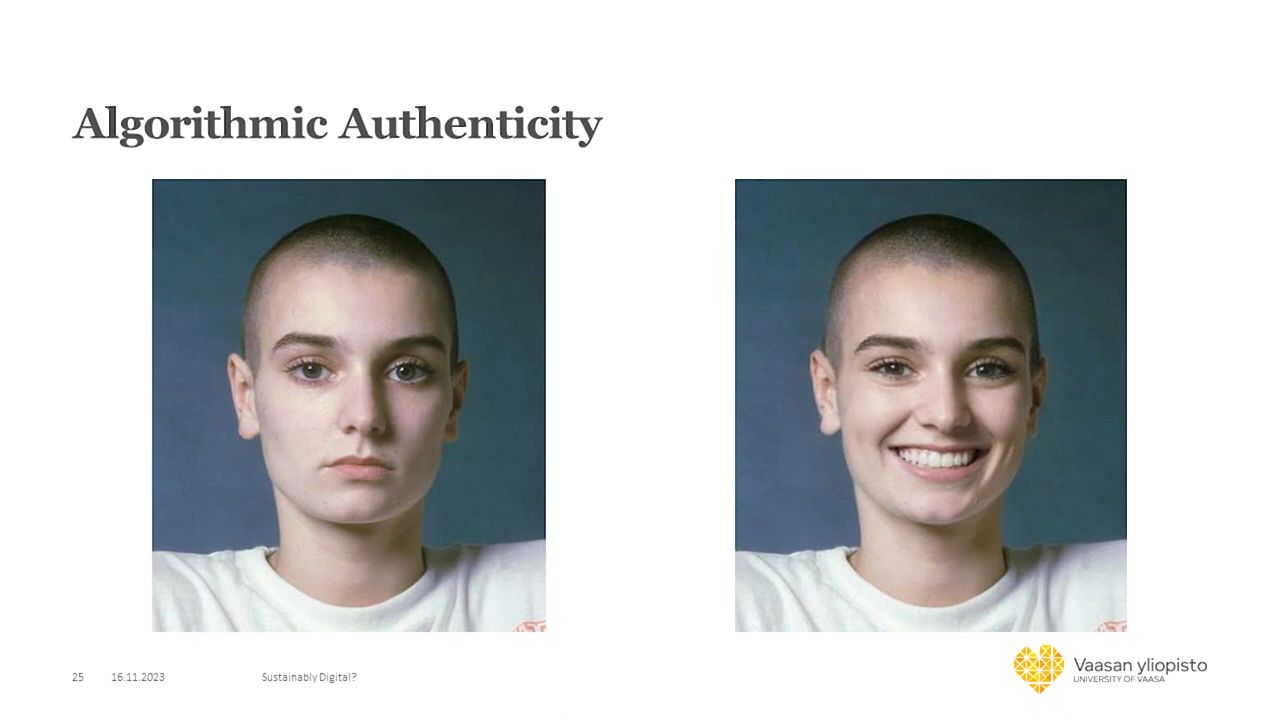 Algorithmic Authenticity
25 16.11.2023 Sustainably Digital?
Vaasan yliopisto
UNIVERSITY OF VAASA